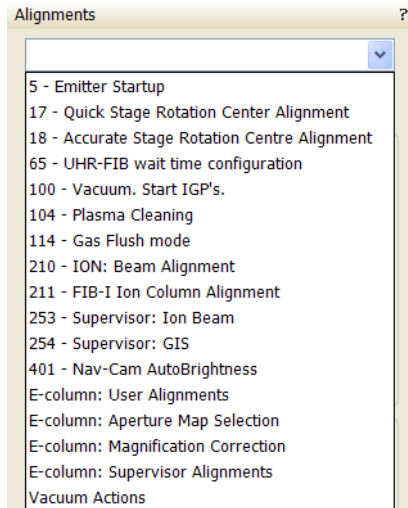 Alignments ?
5 - Emitter Startup
17 - Quick Stage Rotation Center Alignment
18 - Accurate Stage Rotation Centre Alignment
65 - UHR-FIB wait time configuration
100 - Vacuum. Start IGP's.
104 - Plasma Cleaning
114 - Gas Flush mode
210 - ION: Beam Alignment
211 - FIB-I Ion Column Alignment
253 - Supervisor: Ion Beam
254 - Supervisor: GIS
401 - Nav-Cam AutoBrightness
E-column: User Alignments
E-column: Aperture Map Selection
E-column: Magnification Correction
E-column: Supervisor Alignments
Vacuum Actions